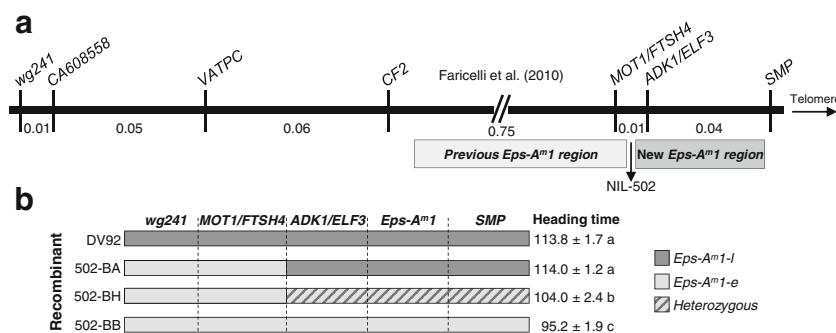 a
wg241 CA608558 VATPC CF2 Faricelli et al. (2010) MOT1/FTSH4 ADK1/ELF3 SMP
Telomere
0.01 0.05 0.06 0.75 0.01 0.04
Previous Eps-Aᵐ1 region New Eps-Aᵐ1 region
NIL-502
b
wg241 MOT1/FTSH4 ADK1/ELF3 Eps-Aᵐ1 SMP Heading time
Recombinant
DV92 113.8 ± 1.7 a
502-BA 114.0 ± 1.2 a
502-BH 104.0 ± 2.4 b
502-BB 95.2 ± 1.9 c
Eps-Aᵐ1-l
Eps-Aᵐ1-e
Heterozygous